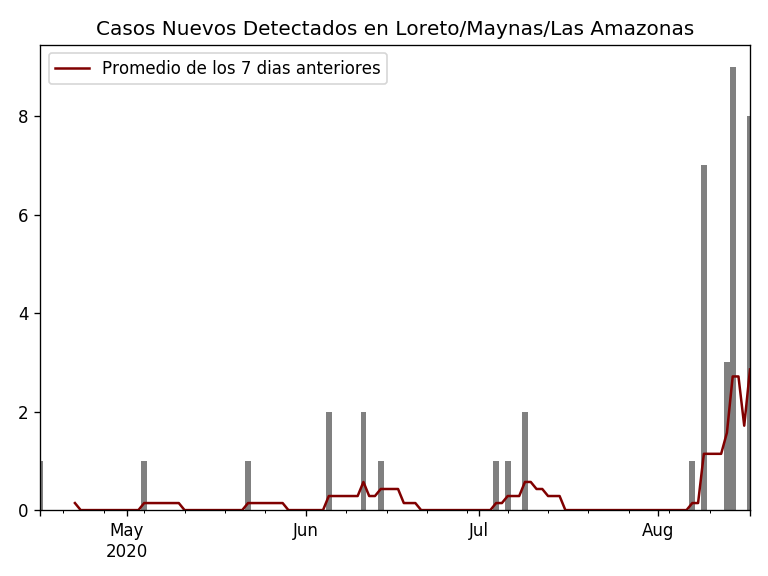 Casos Nuevos Detectados en Loreto/Maynas/Las Amazonas
Promedio de los 7 dias anteriores
8
6
4
2
0
May Jun Jul Aug
2020